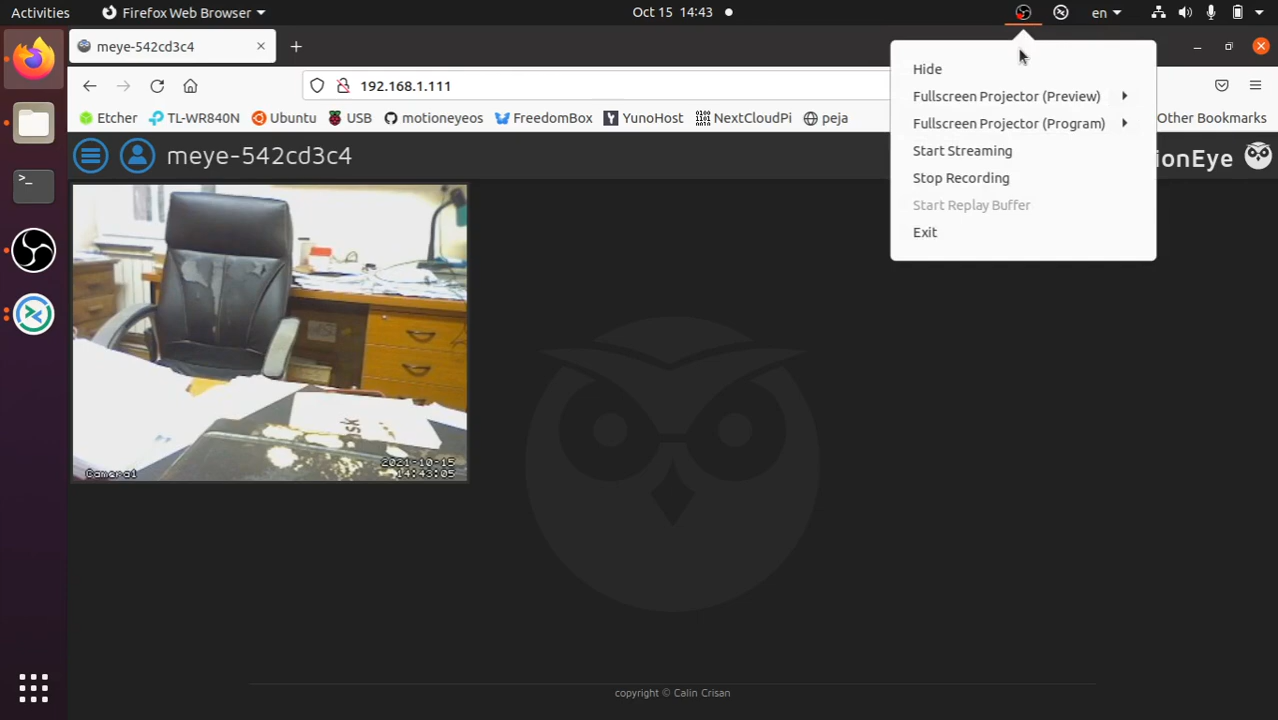 Activities
Firefox Web Browser
Oct 15 14:43
en
meye-542cd3c4
192.168.1.111
Etcher
TL-WR840N
Ubuntu
USB
motioneyeos
FreedomBox
YunoHost
NextCloudPi
peja
Other Bookmarks
meye-542cd3c4
ionEye
Hide
Fullscreen Projector (Preview)
Fullscreen Projector (Program)
Start Streaming
Stop Recording
Start Replay Buffer
Exit
sk
Camera1
2021-10-15
14:43:05
copyright © Calin Crisan